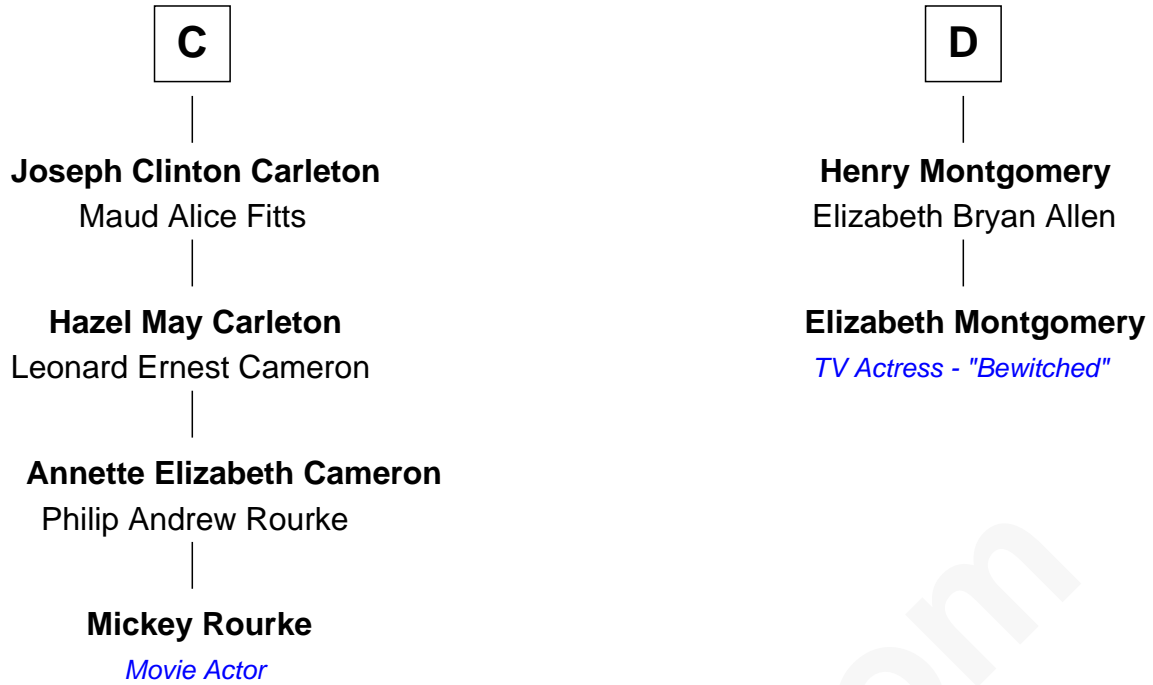 C
Joseph Clinton Carleton
Maud Alice Fitts
Hazel May Carleton
Leonard Ernest Cameron
Annette Elizabeth Cameron
Philip Andrew Rourke
Mickey Rourke
Movie Actor
D
Henry Montgomery
Elizabeth Bryan Allen
Elizabeth Montgomery
TV Actress - "Bewitched"
om